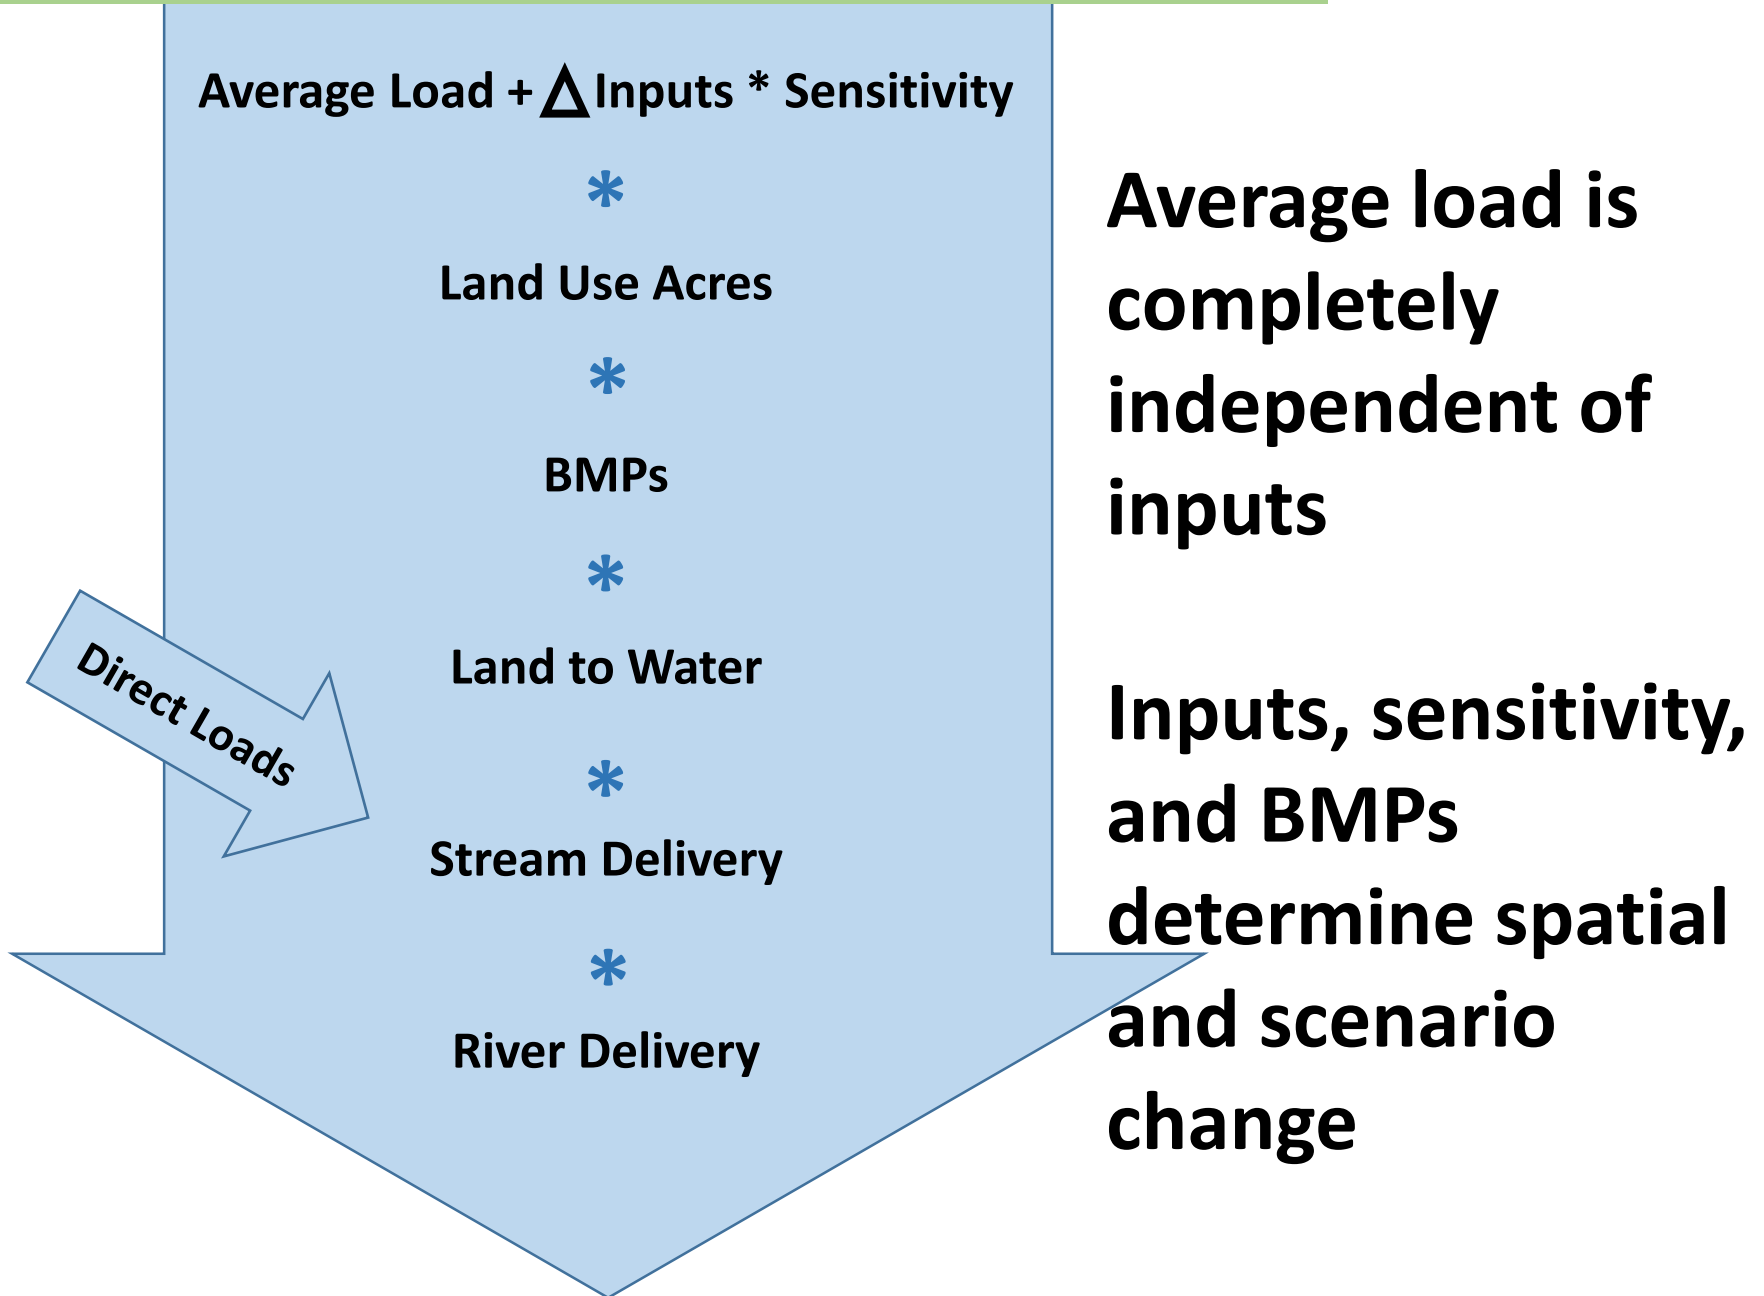 Average Load + Δ Inputs * Sensitivity
*
Land Use Acres
*
BMPs
*
Land to Water
*
Stream Delivery
*
River Delivery
Direct Loads
Average load is
completely
independent of
inputs
Inputs, sensitivity,
and BMPs
determine spatial
and scenario
change